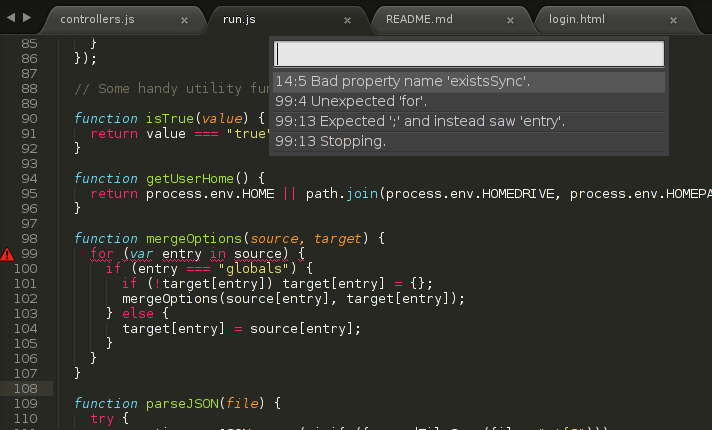 controllers.js × run.js × README.md × login.html ×
14:5 Bad property name 'existsSync'.
99:4 Unexpected 'for'.
99:13 Expected ';' and instead saw 'entry'.
99:13 Stopping.
85 }
86 });
87
88 // Some handy utility fu
89
90 function isTrue(value) {
91 return value === "true"
92 }
93
94 function getUserHome() {
95 return process.env.HOME || path.join(process.env.HOMEDRIVE, process.env.HOMEPA
96 }
97
98 function mergeOptions(source, target) {
99 for (var entry in source) {
100 if (entry === "globals") {
101 if (!target[entry]) target[entry] = {};
102 mergeOptions(source[entry], target[entry]);
103 } else {
104 target[entry] = source[entry];
105 }
106 }
107 }
108
109 function parseJSON(file) {
110 try {